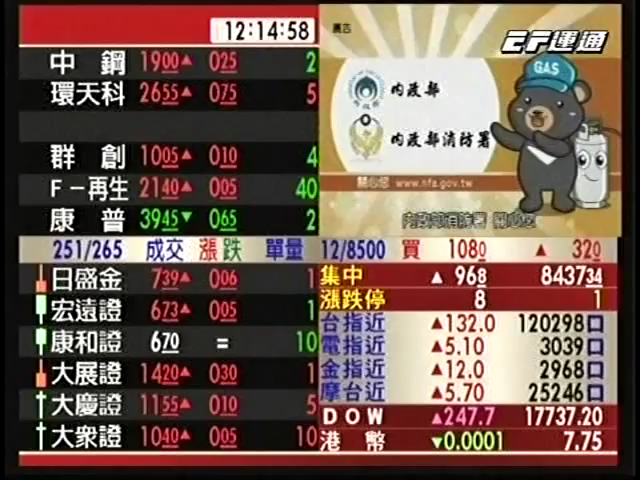 12:14:58
中鋼 1900▲ 025 2
環天科 2655▲ 075 5
群創 1005▲ 010 4
F－再生 2140▲ 005 40
康普 3945▼ 065 2
251/265 成交 漲跌 單量
日盛金 739▲ 006 1
宏遠證 673▲ 005 1
康和證 670 = 10
大展證 1420▲ 030 1
大慶證 1155▲ 010 5
大眾證 1040▲ 005 10
廣告
運通
GAS
內政部
內政部消防署
關心您 www.nfa.gov.tw
內政部消防署 關心您
12/8500 買 1080 ▲ 320
集中 ▲ 968 843734
漲跌停 8 1
台指近 ▲132.0 120298口
電指近 ▲5.10 3039口
金指近 ▲12.0 2968口
摩台近 ▲5.70 25246口
DOW ▲247.7 17737.20
港幣 ▼0.0001 7.75